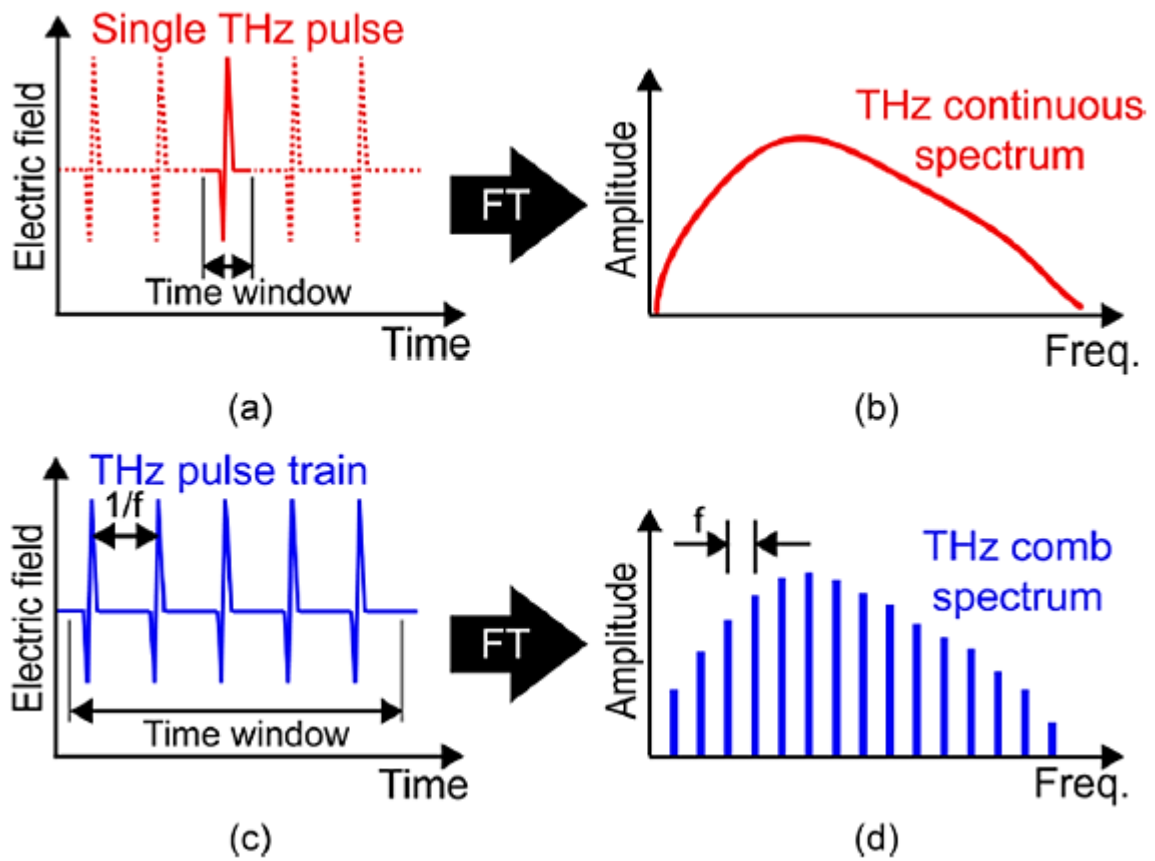 Single THz pulse
Electric field
Time window
Time
(a)
FT
THz continuous
spectrum
Amplitude
Freq.
(b)
THz pulse train
1/f
Electric field
Time window
Time
(c)
FT
f
THz comb
spectrum
Amplitude
Freq.
(d)